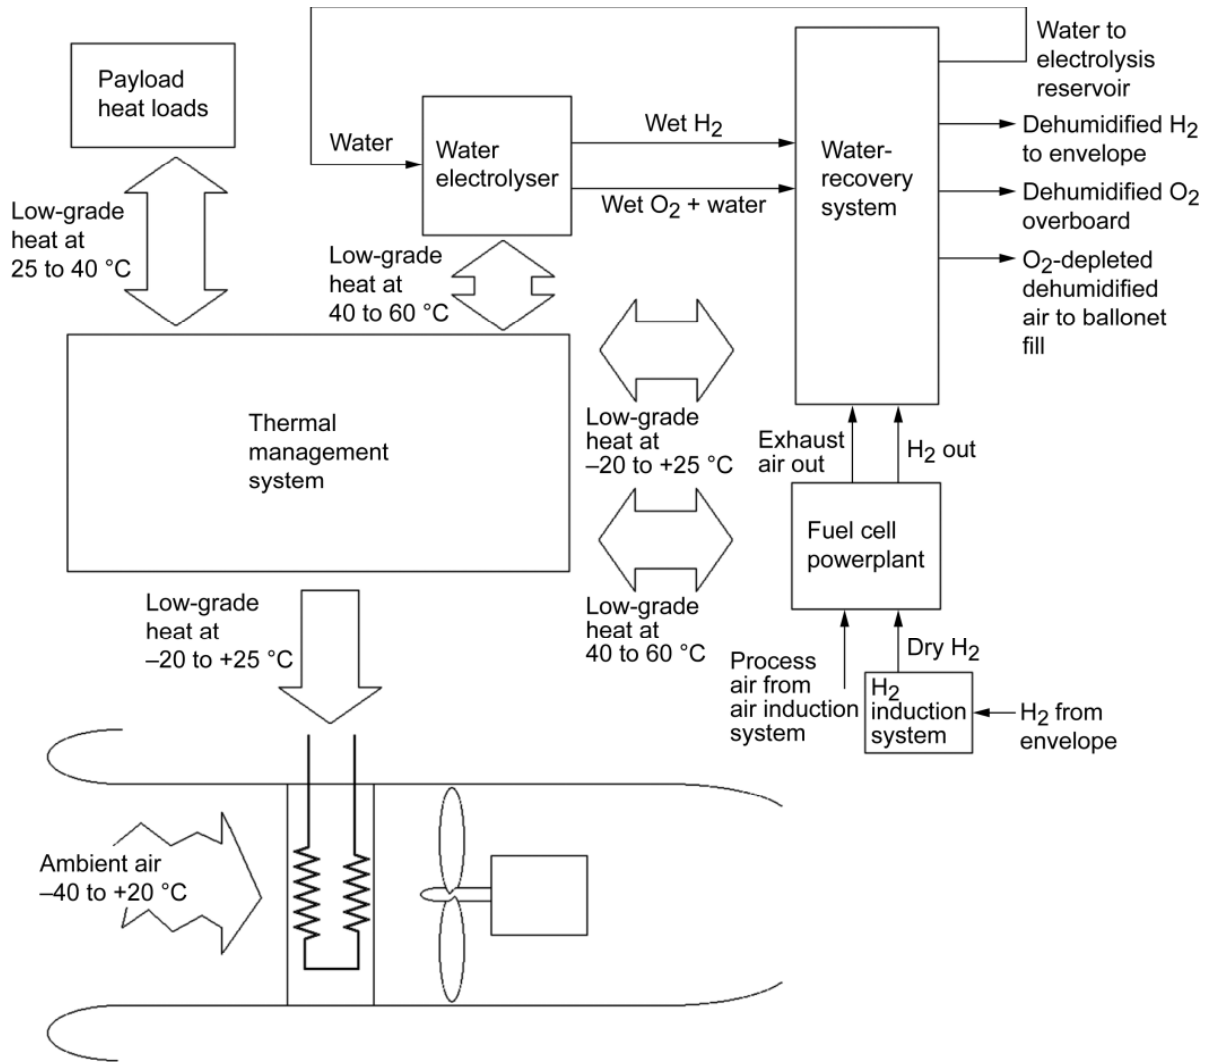 Payload
heat loads
Low-grade
heat at
25 to 40 °C
Water
Water
electrolyser
Wet H2
Wet O2 + water
Water-
recovery
system
Water to
electrolysis
reservoir
Dehumidified H2
to envelope
Dehumidified O2
overboard
O2-depleted
dehumidified
air to ballonet
fill
Low-grade
heat at
40 to 60 °C
Thermal
management
system
Low-grade
heat at
–20 to +25 °C
Exhaust
air out
H2 out
Fuel cell
powerplant
Low-grade
heat at
40 to 60 °C
Low-grade
heat at
–20 to +25 °C
Process
air from
air induction
system
Dry H2
H2
induction
system
H2 from
envelope
Ambient air
–40 to +20 °C